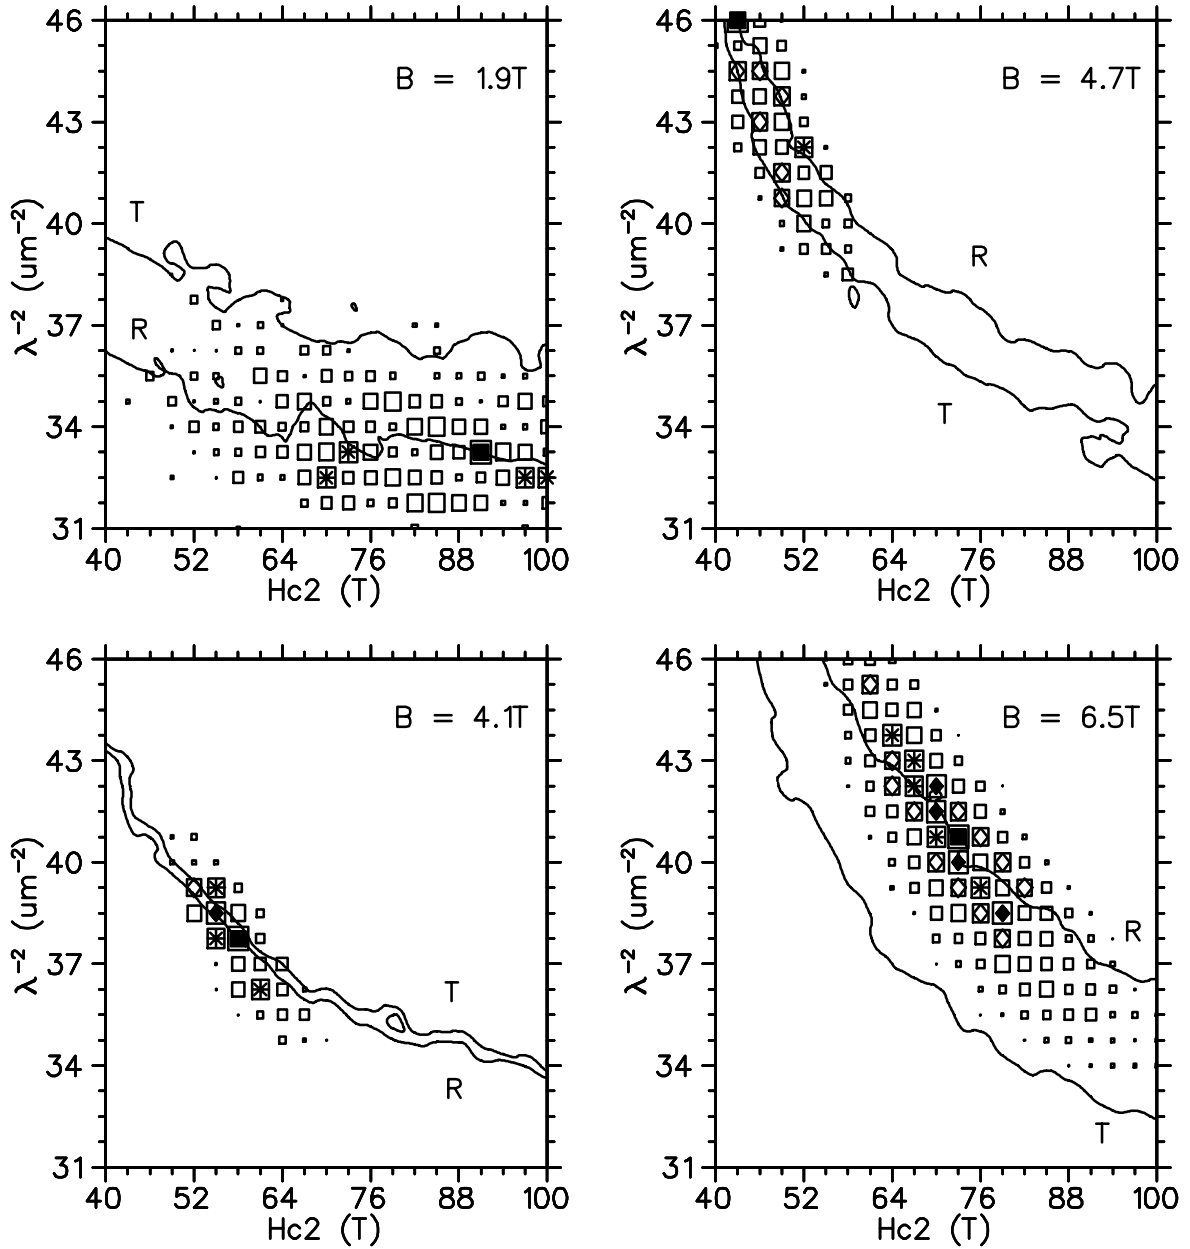 46
43
40
37
34
31
λ⁻² (um⁻²)
B = 1.9T
T
R
40 52 64 76 88 100
Hc2 (T)
46
43
40
37
34
31
λ⁻² (um⁻²)
B = 4.7T
R
T
40 52 64 76 88 100
Hc2 (T)
46
43
40
37
34
31
λ⁻² (um⁻²)
B = 4.1T
T
R
40 52 64 76 88 100
Hc2 (T)
46
43
40
37
34
31
λ⁻² (um⁻²)
B = 6.5T
R
T
40 52 64 76 88 100
Hc2 (T)